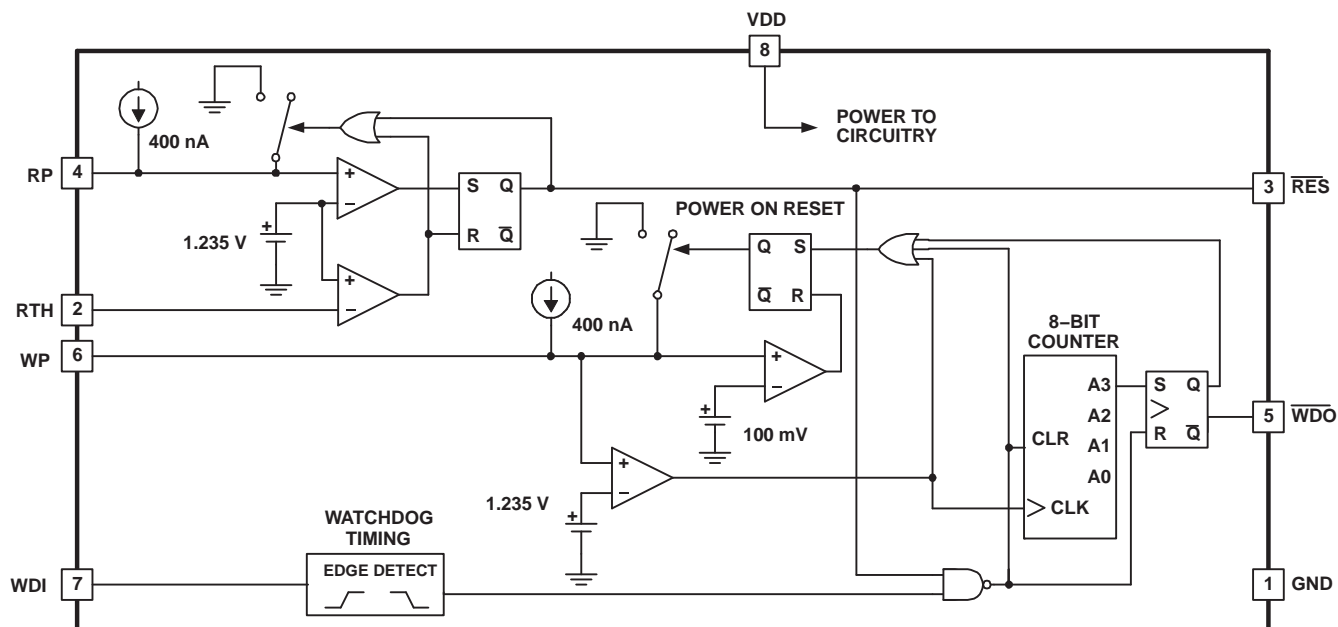 VDD
8
POWER TO
CIRCUITRY
400 nA
RP
4
+
−
S Q
R Q̅
3
R̅E̅S̅
1.235 V
+
POWER ON RESET
+
−
Q S
Q̅ R
RTH
2
400 nA
WP
6
8−BIT
COUNTER
+
−
+
100 mV
A3
A2
A1
A0
CLR
CLK
S Q
R Q̅
5
W̅D̅O̅
+
−
1.235 V
+
WATCHDOG
TIMING
EDGE DETECT
WDI
7
1
GND